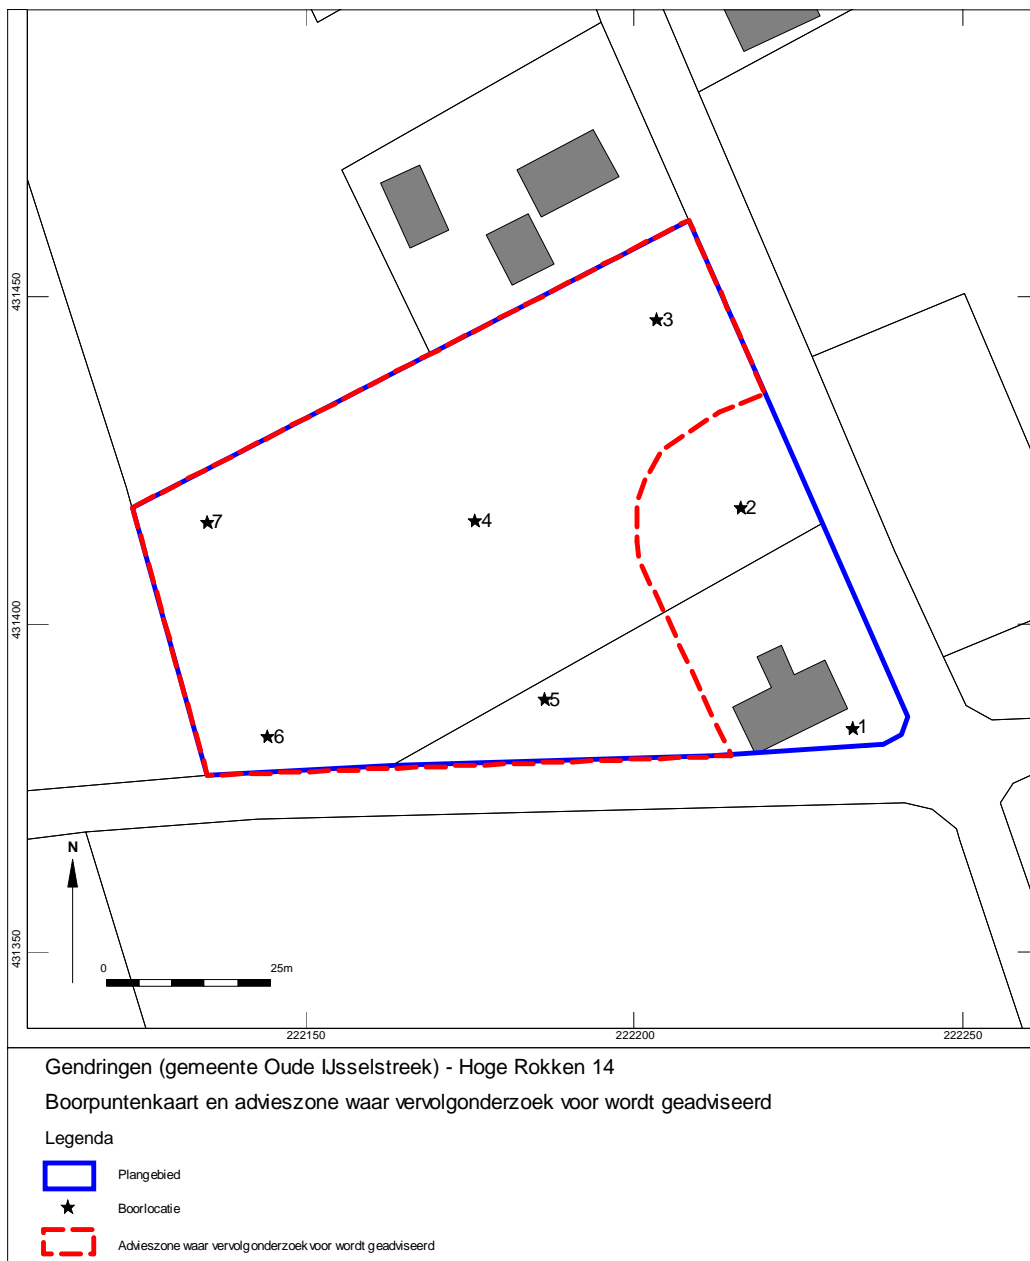 3
2
7
4
5
6
1
431450
431400
431350
N
0 25m
222150 222200 222250
Gendringen (gemeente Oude IJsselstreek) - Hoge Rokken 14
Boorpuntenkaart en advieszone waar vervolgonderzoek voor wordt geadviseerd
Legenda
Plangebied
Boorlocatie
Advieszone waar vervolgonderzoek voor wordt geadviseerd